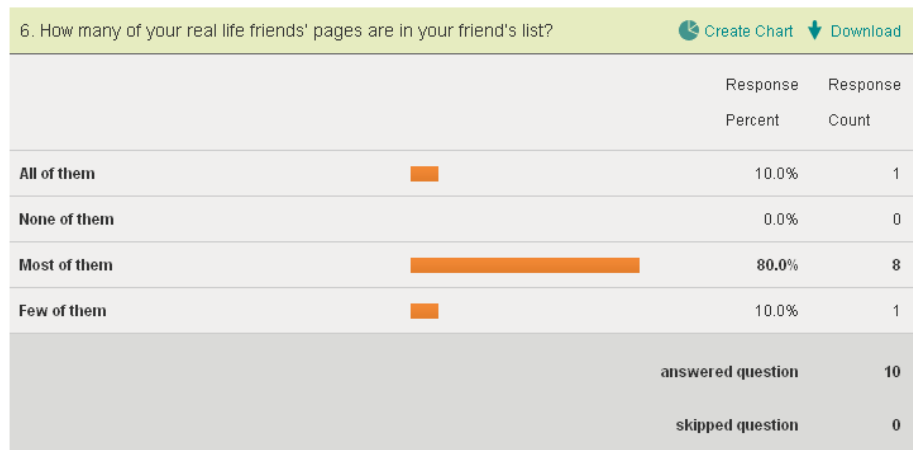 6. How many of your real life friends' pages are in your friend's list? Create Chart Download
Response Response
Percent Count
All of them 10.0% 1
None of them 0.0% 0
Most of them 80.0% 8
Few of them 10.0% 1
answered question 10
skipped question 0